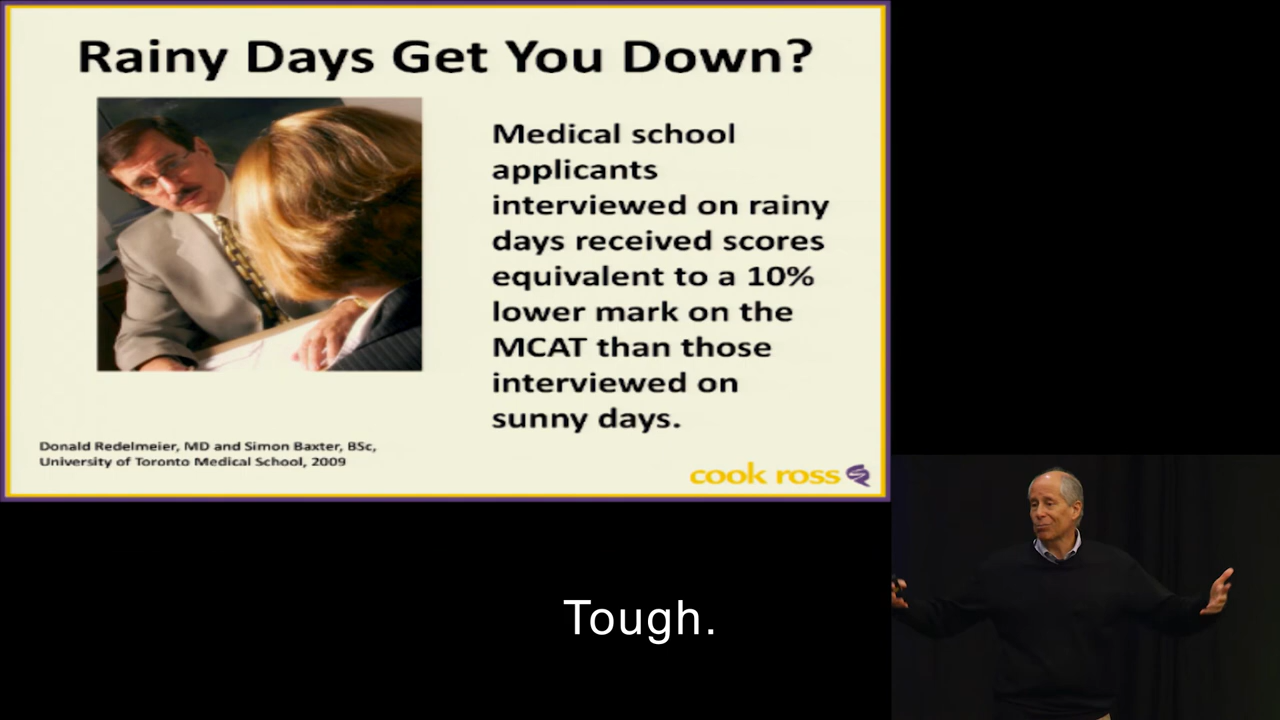 Rainy Days Get You Down?
Medical school
applicants
interviewed on rainy
days received scores
equivalent to a 10%
lower mark on the
MCAT than those
interviewed on
sunny days.
Donald Redelmeier, MD and Simon Baxter, BSc,
University of Toronto Medical School, 2009
cook ross
Tough.